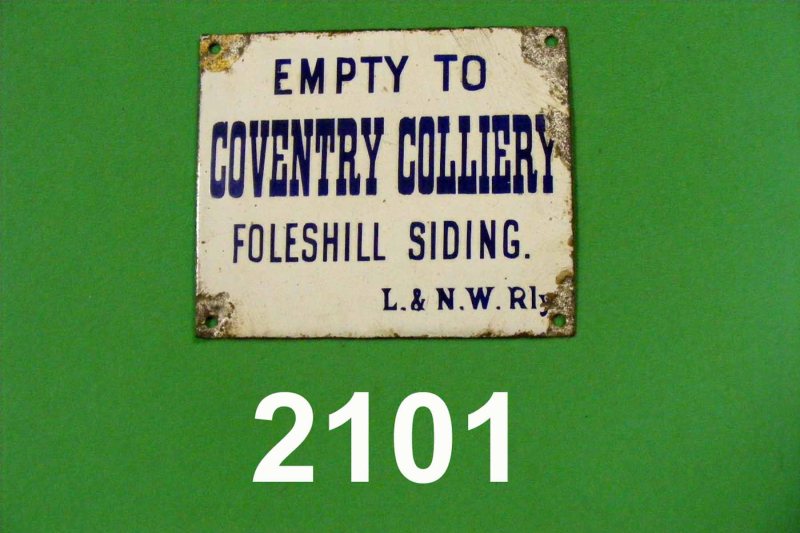 EMPTY TO
COVENTRY COLLIERY
FOLESHILL SIDING.
L. & N. W. Rly
2101